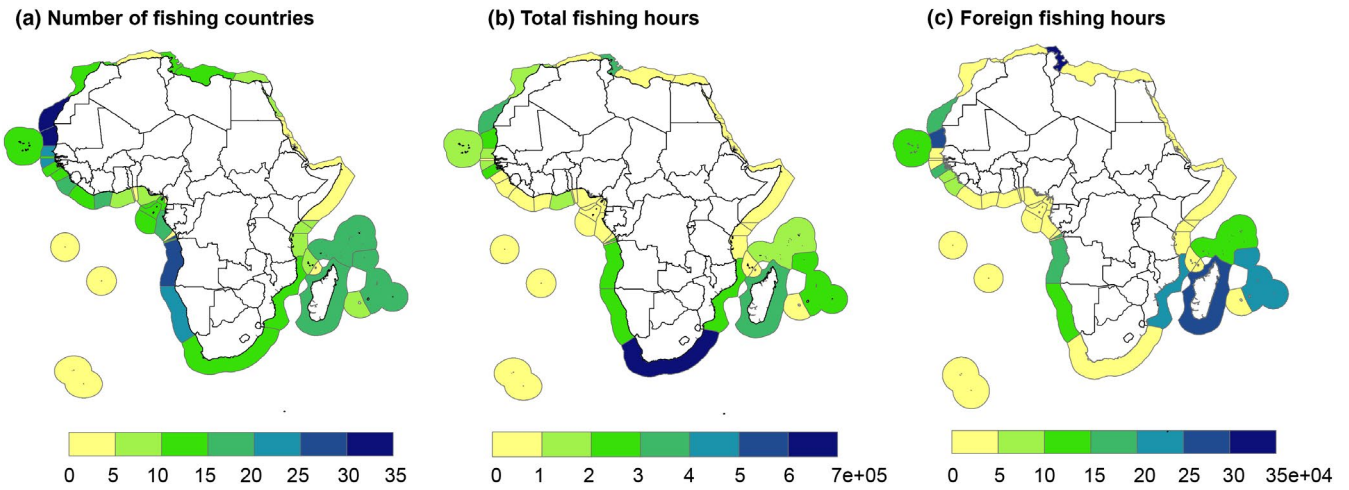 (a) Number of fishing countries
(b) Total fishing hours
(c) Foreign fishing hours
0 5 10 15 20 25 30 35
0 1 2 3 4 5 6 7e+05
0 5 10 15 20 25 30 35e+04